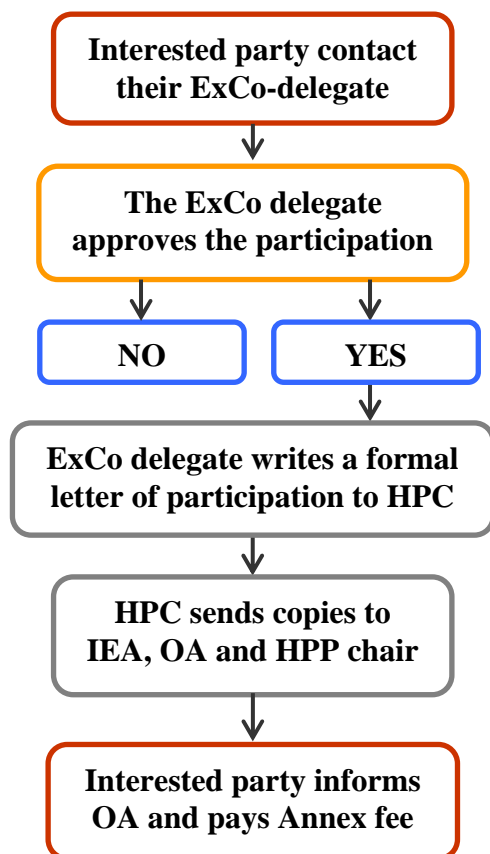 Interested party contact
their ExCo-delegate
The ExCo delegate
approves the participation
NO
YES
ExCo delegate writes a formal
letter of participation to HPC
HPC sends copies to
IEA, OA and HPP chair
Interested party informs
OA and pays Annex fee